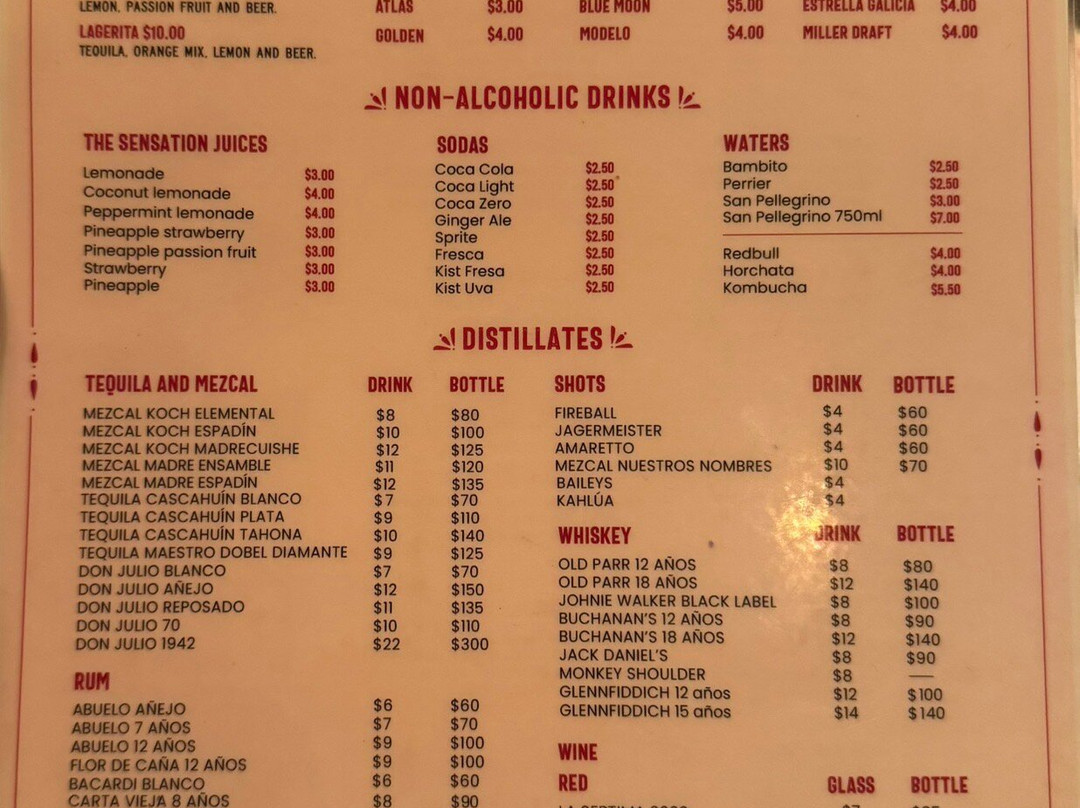 LEMON, PASSION FRUIT AND BEER.
LAGERITA $10.00
TEQUILA, ORANGE MIX, LEMON AND BEER.
ATLAS $3.00
GOLDEN $4.00
BLUE MOON $5.00
MODELO $4.00
ESTRELLA GALICIA $4.00
MILLER DRAFT $4.00
NON-ALCOHOLIC DRINKS
THE SENSATION JUICES
Lemonade $3.00
Coconut lemonade $4.00
Peppermint lemonade $4.00
Pineapple strawberry $3.00
Pineapple passion fruit $3.00
Strawberry $3.00
Pineapple $3.00
SODAS
Coca Cola $2.50
Coca Light $2.50
Coca Zero $2.50
Ginger Ale $2.50
Sprite $2.50
Fresca $2.50
Kist Fresa $2.50
Kist Uva $2.50
WATERS
Bambito $2.50
Perrier $2.50
San Pellegrino $3.00
San Pellegrino 750ml $7.00
Redbull $4.00
Horchata $4.00
Kombucha $5,50
DISTILLATES
TEQUILA AND MEZCAL DRINK BOTTLE
MEZCAL KOCH ELEMENTAL $8 $80
MEZCAL KOCH ESPADÍN $10 $100
MEZCAL KOCH MADRECUISHE $12 $125
MEZCAL MADRE ENSAMBLE $11 $120
MEZCAL MADRE ESPADÍN $12 $135
TEQUILA CASCAHUÍN BLANCO $7 $70
TEQUILA CASCAHUÍN PLATA $9 $110
TEQUILA CASCAHUÍN TAHONA $10 $140
TEQUILA MAESTRO DOBEL DIAMANTE $9 $125
DON JULIO BLANCO $7 $70
DON JULIO AÑEJO $12 $150
DON JULIO REPOSADO $11 $135
DON JULIO 70 $10 $110
DON JULIO 1942 $22 $300
RUM
ABUELO AÑEJO $6 $60
ABUELO 7 AÑOS $7 $70
ABUELO 12 AÑOS $9 $100
FLOR DE CAÑA 12 AÑOS $9 $100
BACARDI BLANCO $6 $60
CARTA VIEJA 8 AÑOS $8 $90
SHOTS DRINK BOTTLE
FIREBALL $4 $60
JAGERMEISTER $4 $60
AMARETTO $4 $60
MEZCAL NUESTROS NOMBRES $10 $70
BAILEYS $4
KAHLÚA $4
WHISKEY DRINK BOTTLE
OLD PARR 12 AÑOS $8 $80
OLD PARR 18 AÑOS $12 $140
JOHNIE WALKER BLACK LABEL $8 $100
BUCHANAN'S 12 AÑOS $8 $90
BUCHANAN'S 18 AÑOS $12 $140
JACK DANIEL'S $8 $90
MONKEY SHOULDER $8 —
GLENNFIDDICH 12 años $12 $100
GLENNFIDDICH 15 años $14 $140
WINE
RED GLASS BOTTLE